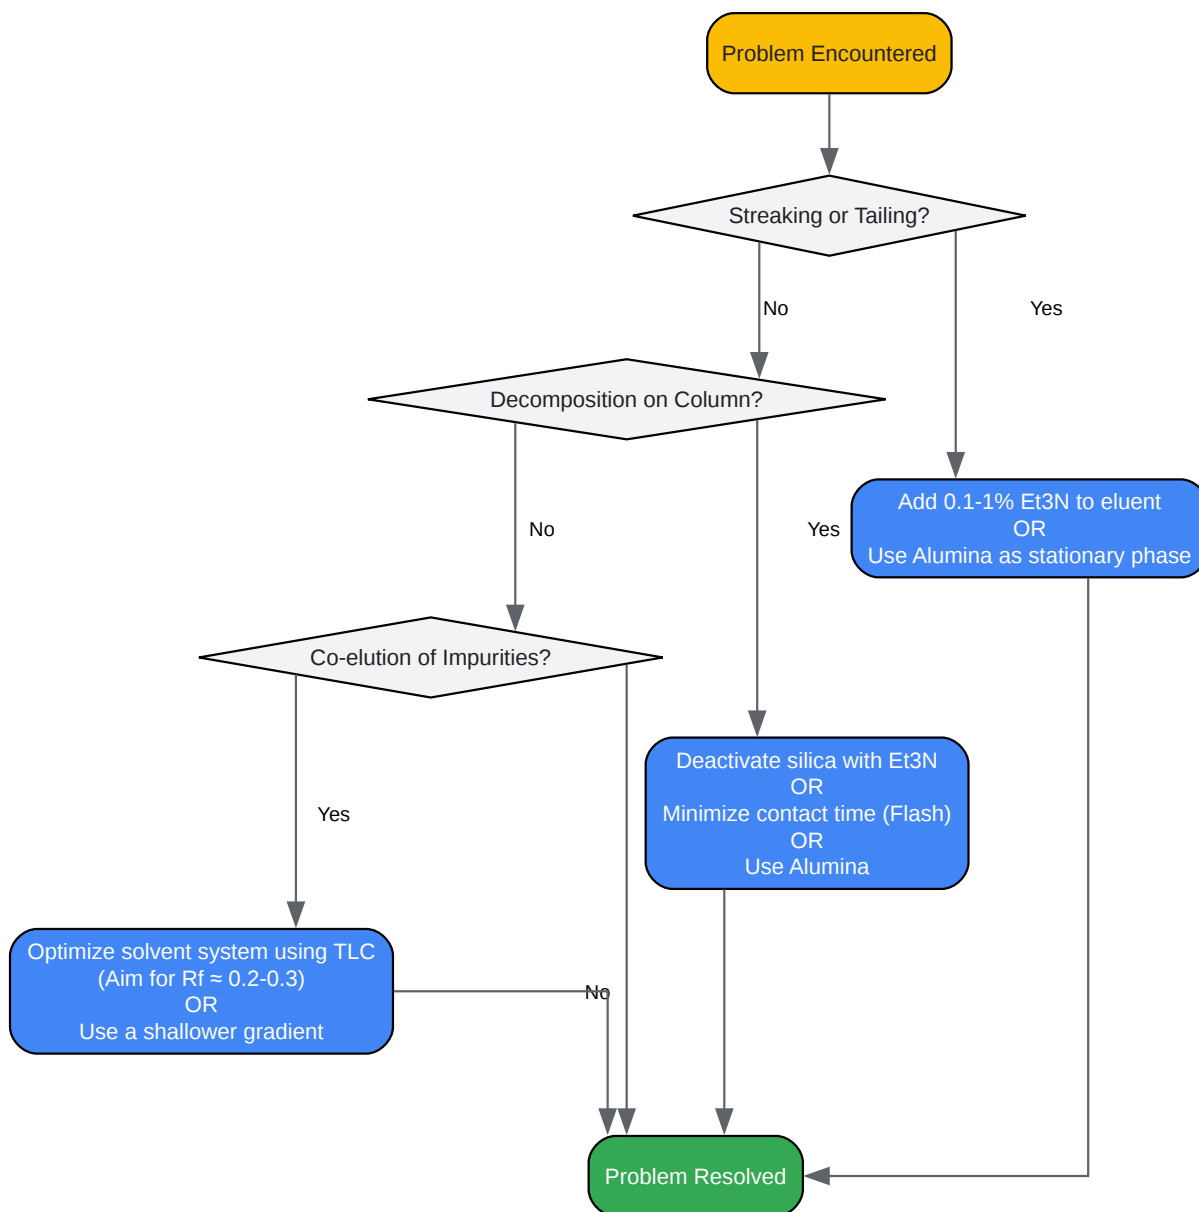 Problem Encountered
Streaking or Tailing?
No
Yes
Decomposition on Column?
Add 0.1-1% Et3N to eluent
OR
Use Alumina as stationary phase
No
Yes
Co-elution of Impurities?
Deactivate silica with Et3N
OR
Minimize contact time (Flash)
OR
Use Alumina
Yes
Optimize solvent system using TLC
(Aim for Rf ≈ 0.2-0.3)
OR
Use a shallower gradient
No
Problem Resolved